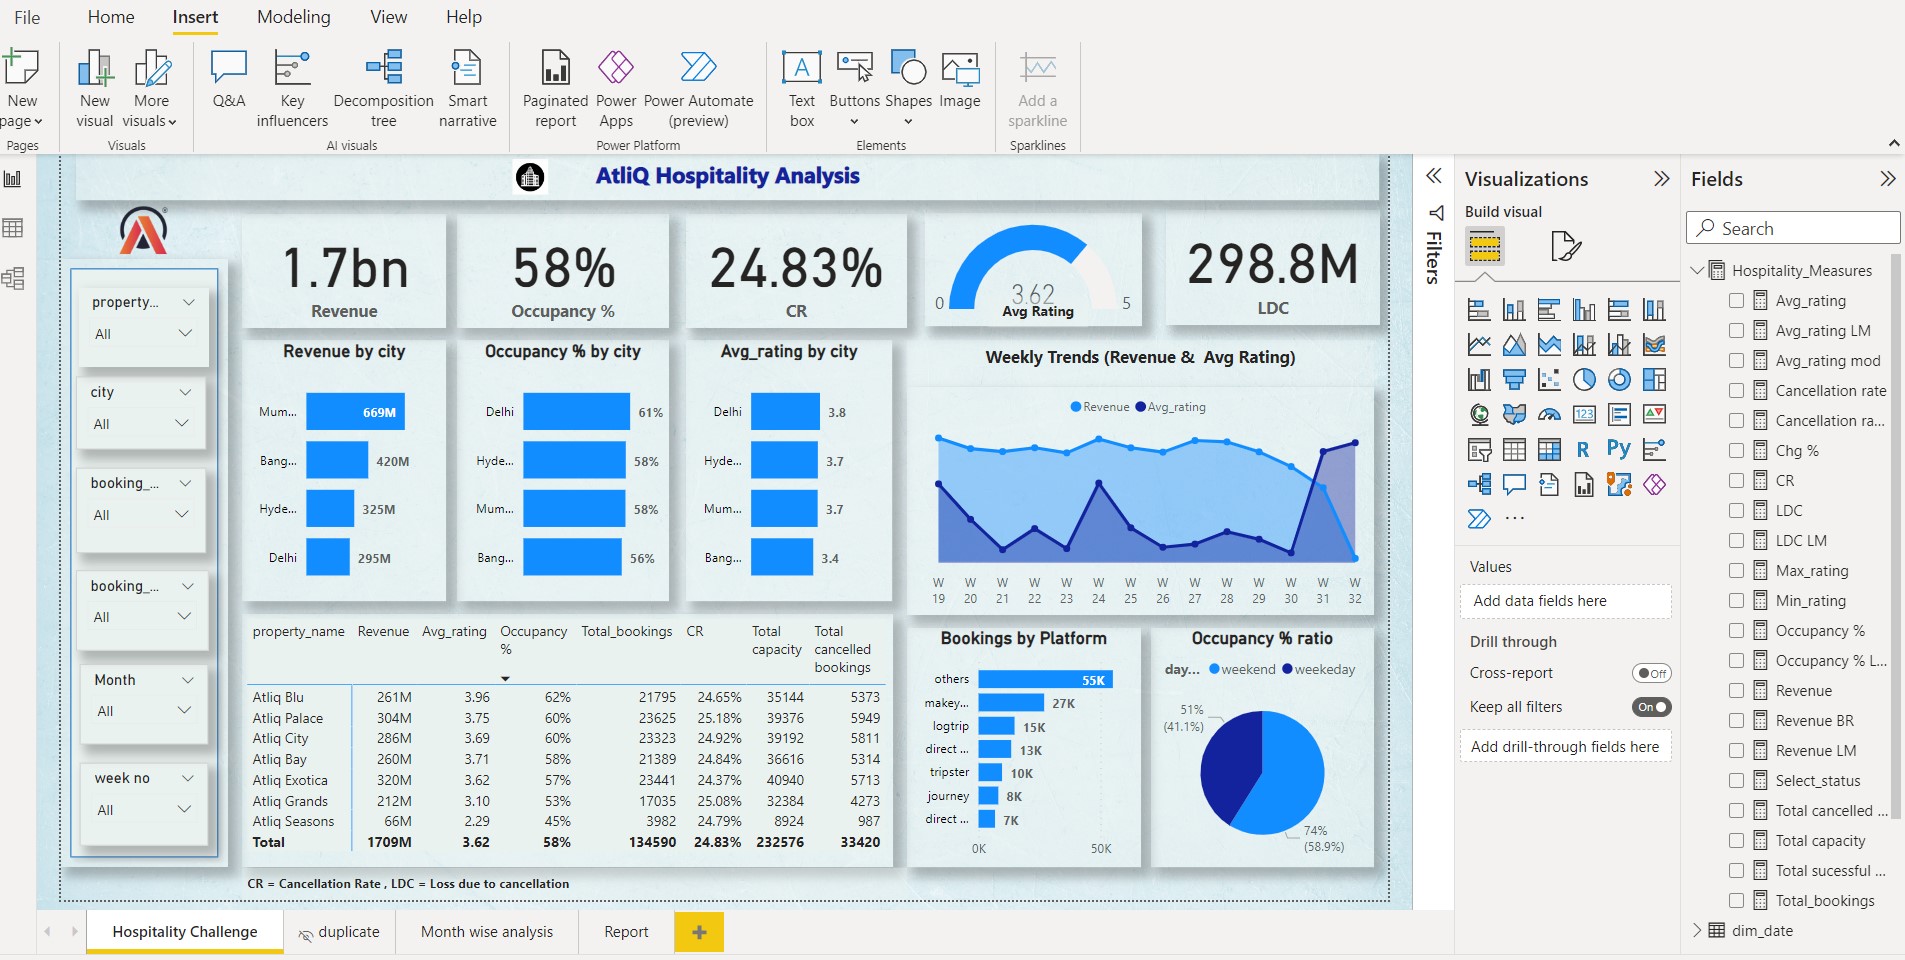 File Home Insert Modeling View Help
New page
New visual
More visuals
Q&A
Key influencers
Decomposition tree
Smart narrative
Paginated report
Power Apps
Power Automate (preview)
Text box
Buttons
Shapes
Image
Add a sparkline
Pages Visuals AI visuals Power Platform Elements Sparklines
AtliQ Hospitality Analysis
®
1.7bn
Revenue
58%
Occupancy %
24.83%
CR
0 3.62 5
Avg Rating
298.8M
LDC
property...
All
city
All
booking_...
All
booking_...
All
Month
All
week no
All
Revenue by city
Mum... 669M
Bang... 420M
Hyde... 325M
Delhi 295M
Occupancy % by city
Delhi 61%
Hyde... 58%
Mum... 58%
Bang... 56%
Avg_rating by city
Delhi 3.8
Hyde... 3.7
Mum... 3.7
Bang... 3.4
Weekly Trends (Revenue & Avg Rating)
Revenue Avg_rating
W W W W W W W W W W W W W W
19 20 21 22 23 24 25 26 27 28 29 30 31 32
property_name Revenue Avg_rating Occupancy % Total_bookings CR Total capacity Total cancelled bookings
Atliq Blu 261M 3.96 62% 21795 24.65% 35144 5373
Atliq Palace 304M 3.75 60% 23625 25.18% 39376 5949
Atliq City 286M 3.69 60% 23323 24.92% 39192 5811
Atliq Bay 260M 3.71 58% 21389 24.84% 36616 5314
Atliq Exotica 320M 3.62 57% 23441 24.37% 40940 5713
Atliq Grands 212M 3.10 53% 17035 25.08% 32384 4273
Atliq Seasons 66M 2.29 45% 3982 24.79% 8924 987
Total 1709M 3.62 58% 134590 24.83% 232576 33420
Bookings by Platform
others 55K
makey... 27K
logtrip 15K
direct ... 13K
tripster 10K
journey 8K
direct ... 7K
0K 50K
Occupancy % ratio
day... weekend weekeday
51%
(41.1%)
74%
(58.9%)
CR = Cancellation Rate , LDC = Loss due to cancellation
Hospitality Challenge duplicate Month wise analysis Report +
Filters
Visualizations
Build visual
123
R Py
...
Values
Add data fields here
Drill through
Cross-report Off
Keep all filters On
Add drill-through fields here
Fields
Search
Hospitality_Measures
Avg_rating
Avg_rating LM
Avg_rating mod
Cancellation rate
Cancellation ra...
Chg %
CR
LDC
LDC LM
Max_rating
Min_rating
Occupancy %
Occupancy % L...
Revenue
Revenue BR
Revenue LM
Select_status
Total cancelled ...
Total capacity
Total sucessful ...
Total_bookings
dim_date